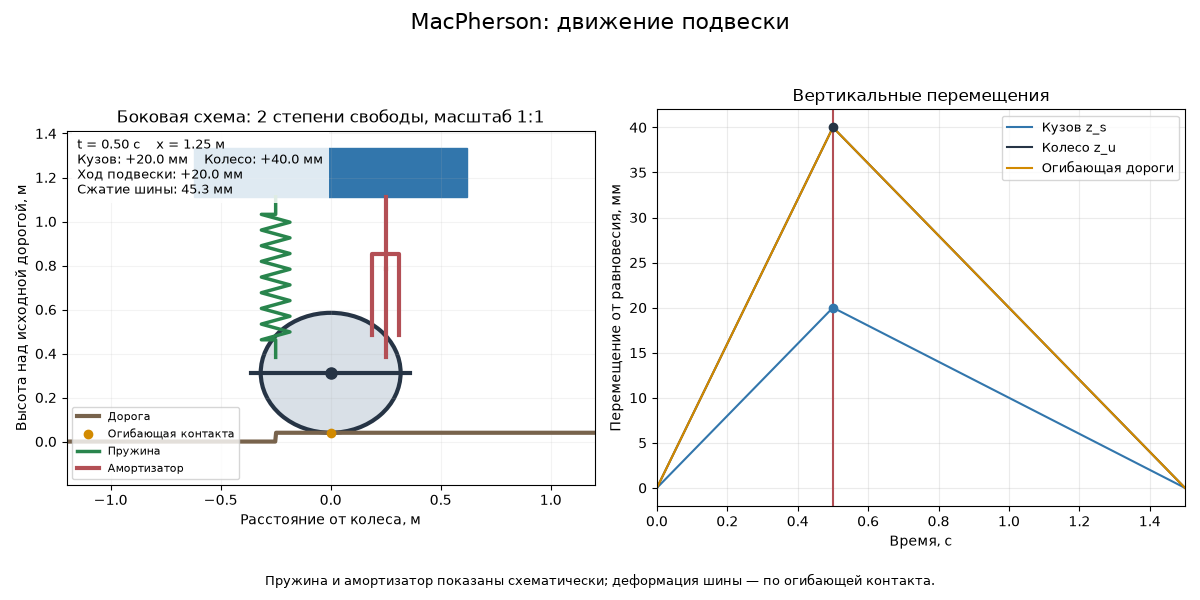 MacPherson: движение подвески
Боковая схема: 2 степени свободы, масштаб 1:1
t = 0.50 с    x = 1.25 м
Кузов: +20.0 мм    Колесо: +40.0 мм
Ход подвески: +20.0 мм
Сжатие шины: 45.3 мм
Высота над исходной дорогой, м
1.4
1.2
1.0
0.8
0.6
0.4
0.2
0.0
Дорога
Огибающая контакта
Пружина
Амортизатор
−1.0 −0.5 0.0 0.5 1.0
Расстояние от колеса, м
Вертикальные перемещения
Перемещение от равновесия, мм
40
35
30
25
20
15
10
5
0
Кузов z_s
Колесо z_u
Огибающая дороги
0.0 0.2 0.4 0.6 0.8 1.0 1.2 1.4
Время, с
Пружина и амортизатор показаны схематически; деформация шины — по огибающей контакта.